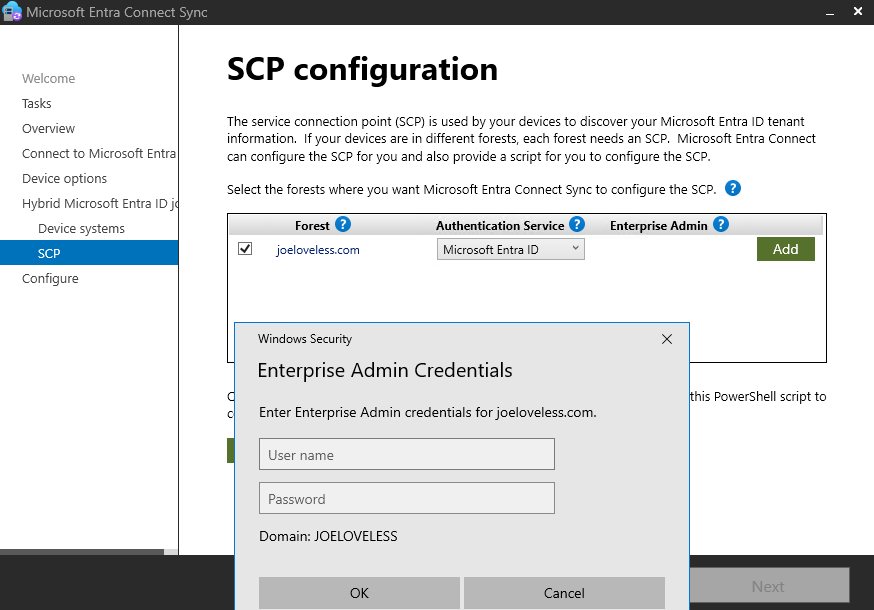 Microsoft Entra Connect Sync
Welcome
Tasks
Overview
Connect to Microsoft Entra
Device options
Hybrid Microsoft Entra ID
Device systems
SCP
Configure
SCP configuration
The service connection point (SCP) is used by your devices to discover your Microsoft Entra ID tenant
information. If your devices are in different forests, each forest needs an SCP. Microsoft Entra Connect
can configure the SCP for you and also provide a script for you to configure the SCP.
Select the forests where you want Microsoft Entra Connect Sync to configure the SCP. ?
Forest ? Authentication Service ? Enterprise Admin ?
joeloveless.com Microsoft Entra ID Add
Windows Security
Enterprise Admin Credentials
Enter Enterprise Admin credentials for joeloveless.com.
this PowerShell script to
User name
Password
Domain: JOELOVELESS
OK Cancel
Next